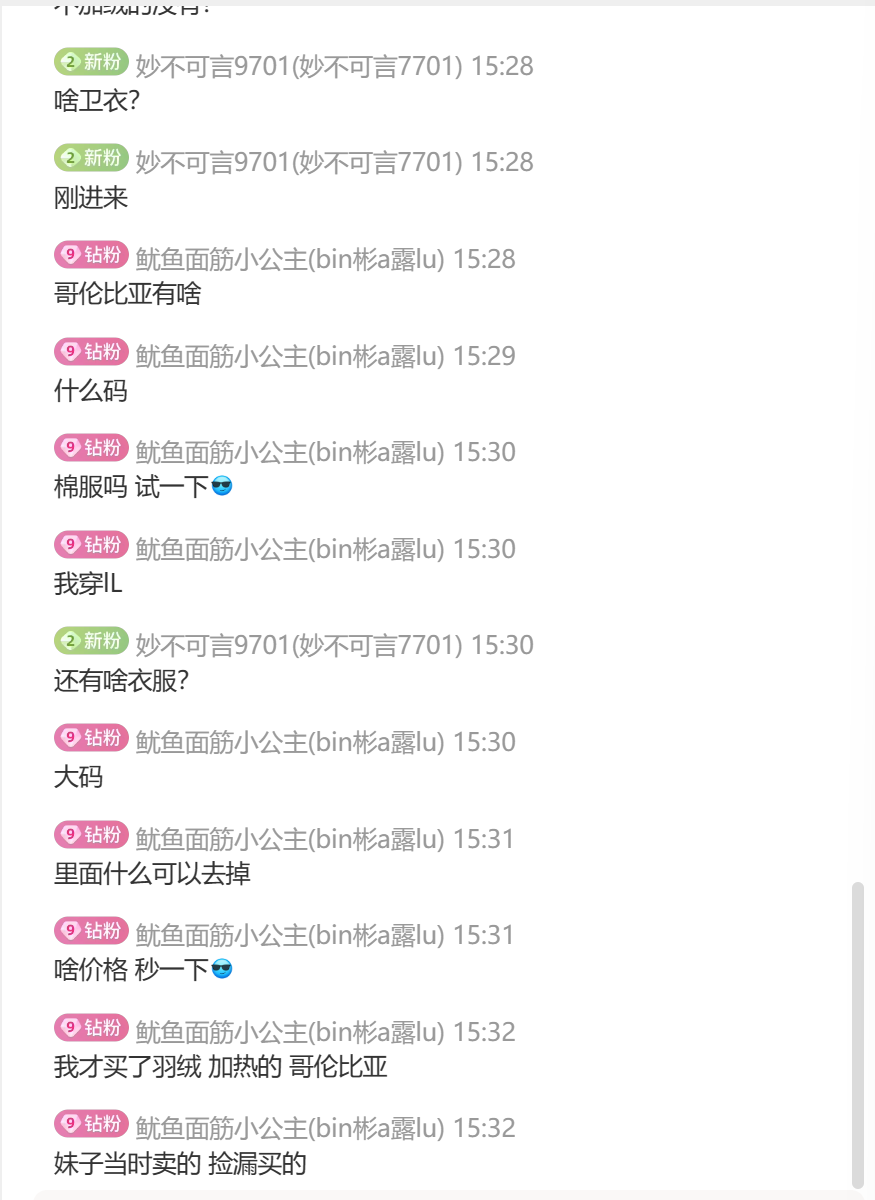 2 新粉 妙不可言9701(妙不可言7701) 15:28
啥卫衣?
2 新粉 妙不可言9701(妙不可言7701) 15:28
刚进来
9 钻粉 鱿鱼面筋小公主(bin彬a露lu) 15:28
哥伦比亚有啥
9 钻粉 鱿鱼面筋小公主(bin彬a露lu) 15:29
什么码
9 钻粉 鱿鱼面筋小公主(bin彬a露lu) 15:30
棉服吗 试一下😎
9 钻粉 鱿鱼面筋小公主(bin彬a露lu) 15:30
我穿lL
2 新粉 妙不可言9701(妙不可言7701) 15:30
还有啥衣服?
9 钻粉 鱿鱼面筋小公主(bin彬a露lu) 15:30
大码
9 钻粉 鱿鱼面筋小公主(bin彬a露lu) 15:31
里面什么可以去掉
9 钻粉 鱿鱼面筋小公主(bin彬a露lu) 15:31
啥价格 秒一下😎
9 钻粉 鱿鱼面筋小公主(bin彬a露lu) 15:32
我才买了羽绒 加热的 哥伦比亚
9 钻粉 鱿鱼面筋小公主(bin彬a露lu) 15:32
妹子当时卖的 捡漏买的